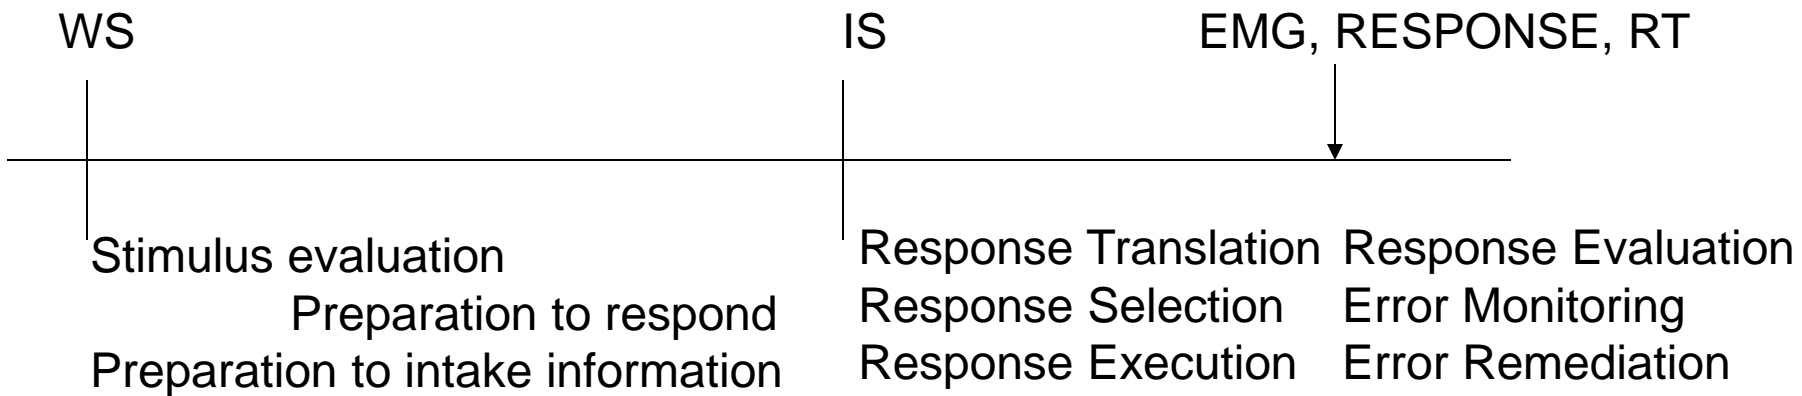 WS
IS
EMG, RESPONSE, RT
Stimulus evaluation
Preparation to respond
Preparation to intake information
Response Translation
Response Selection
Response Execution
Response Evaluation
Error Monitoring
Error Remediation